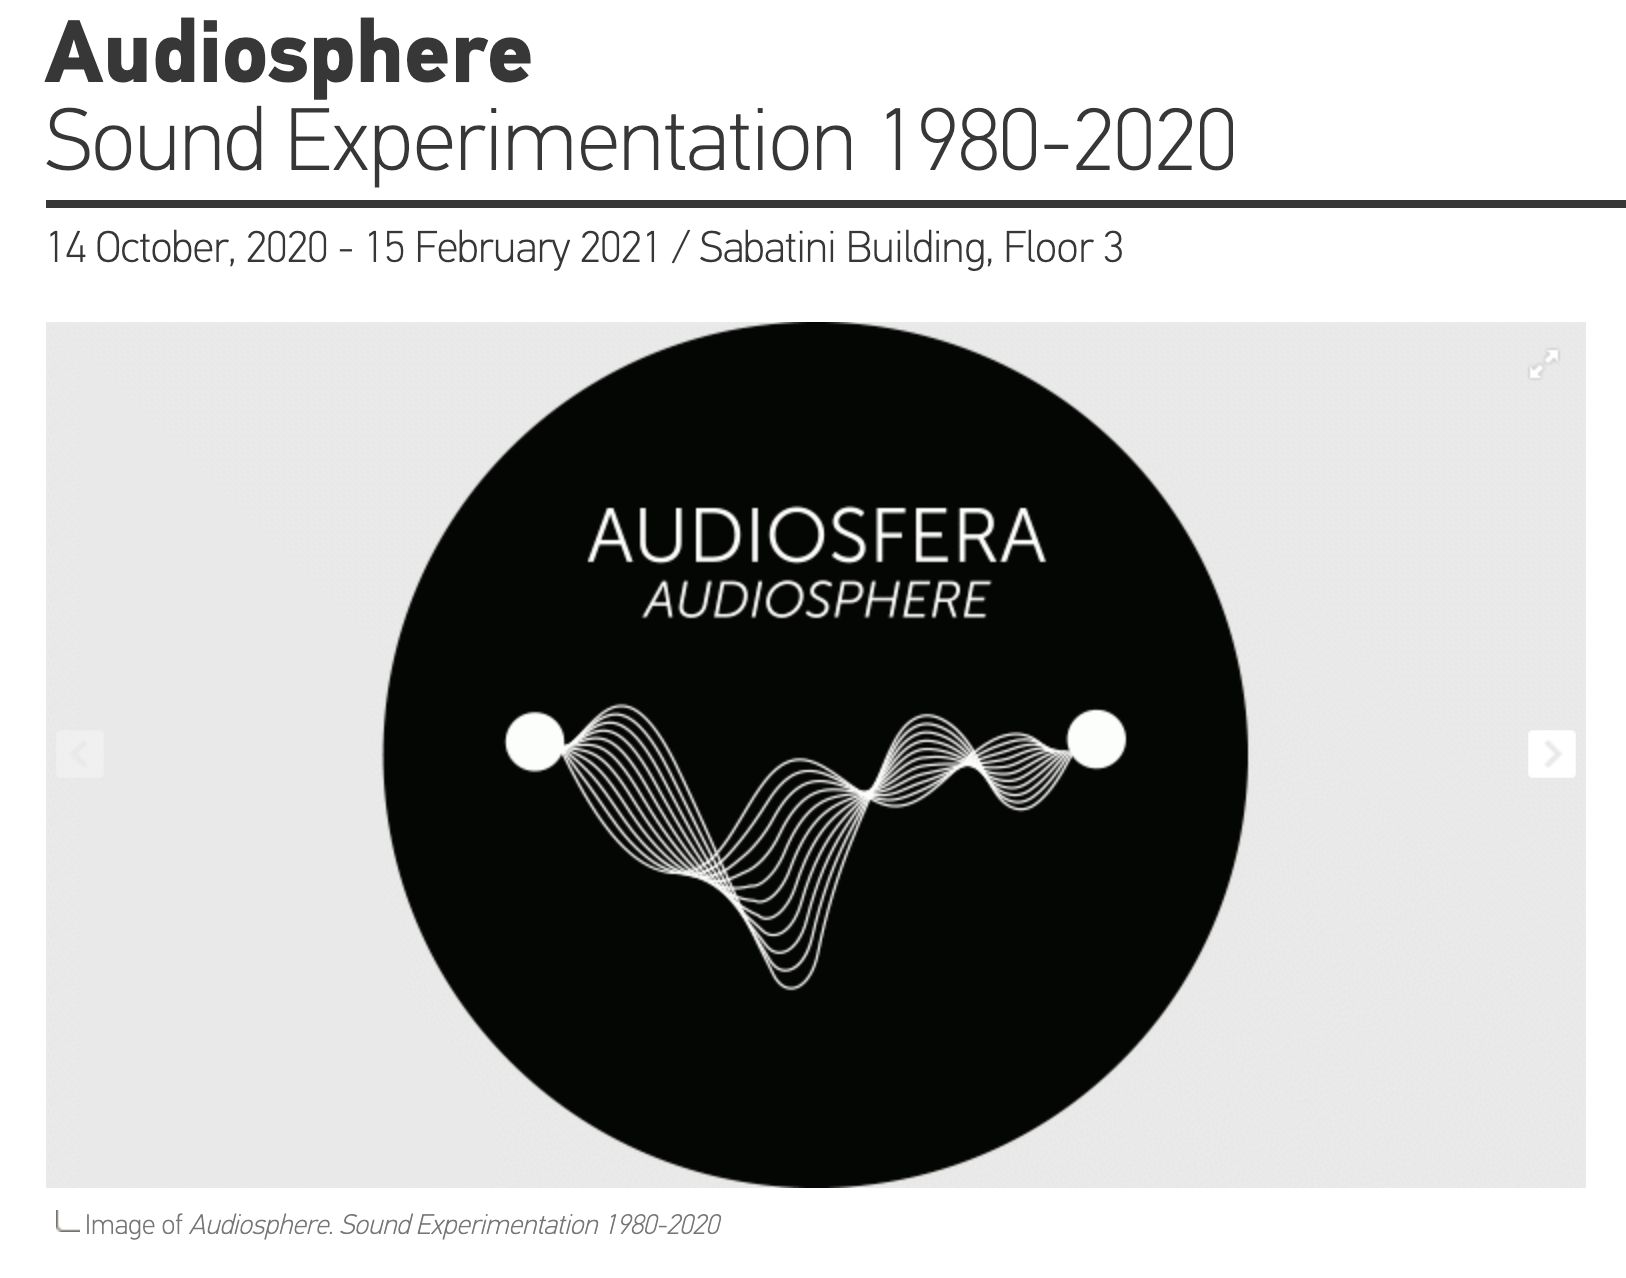 Audiosphere
Sound Experimentation 1980-2020
14 October, 2020 - 15 February 2021 / Sabatini Building, Floor 3
AUDIOSFERA
AUDIOSPHERE
Image of Audiosphere. Sound Experimentation 1980-2020